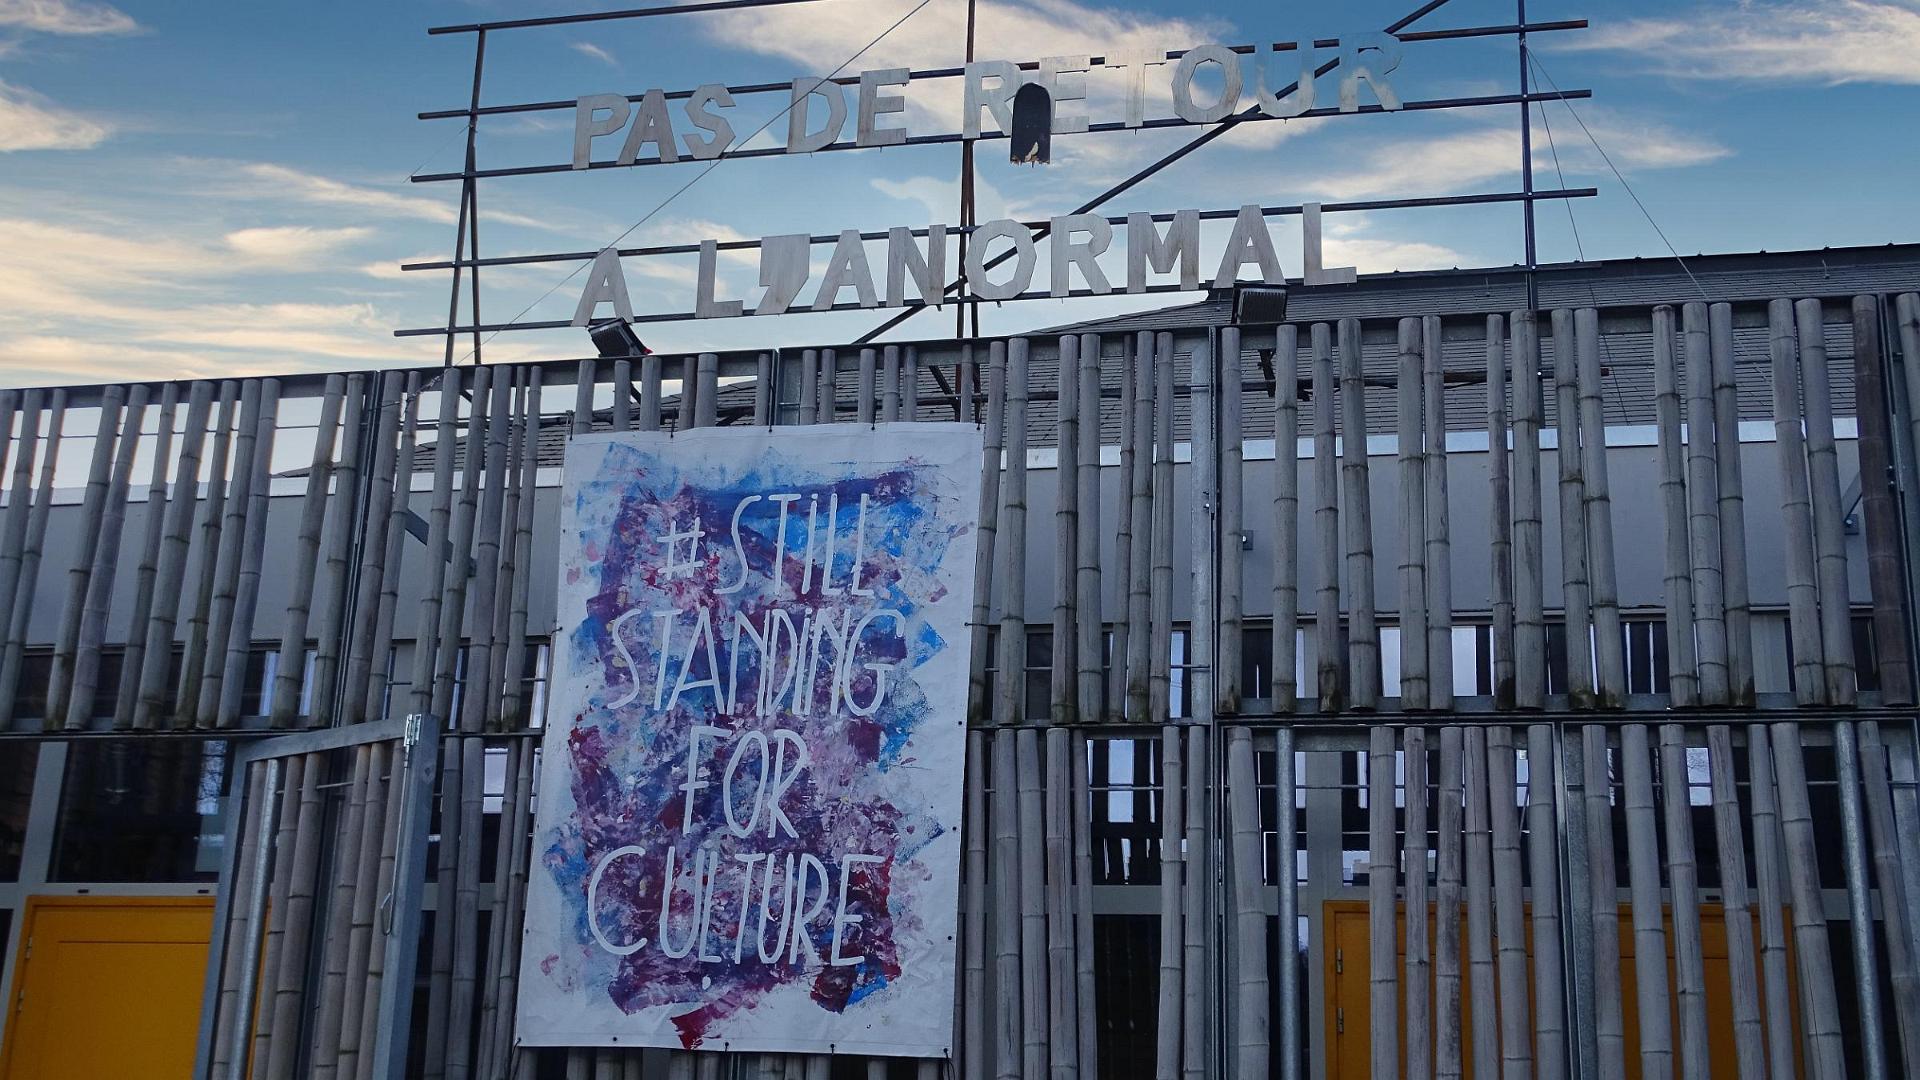 PAS DE RETOUR
A L'ANORMAL
#STiLL
STANDiNG
FOR
CULTURE